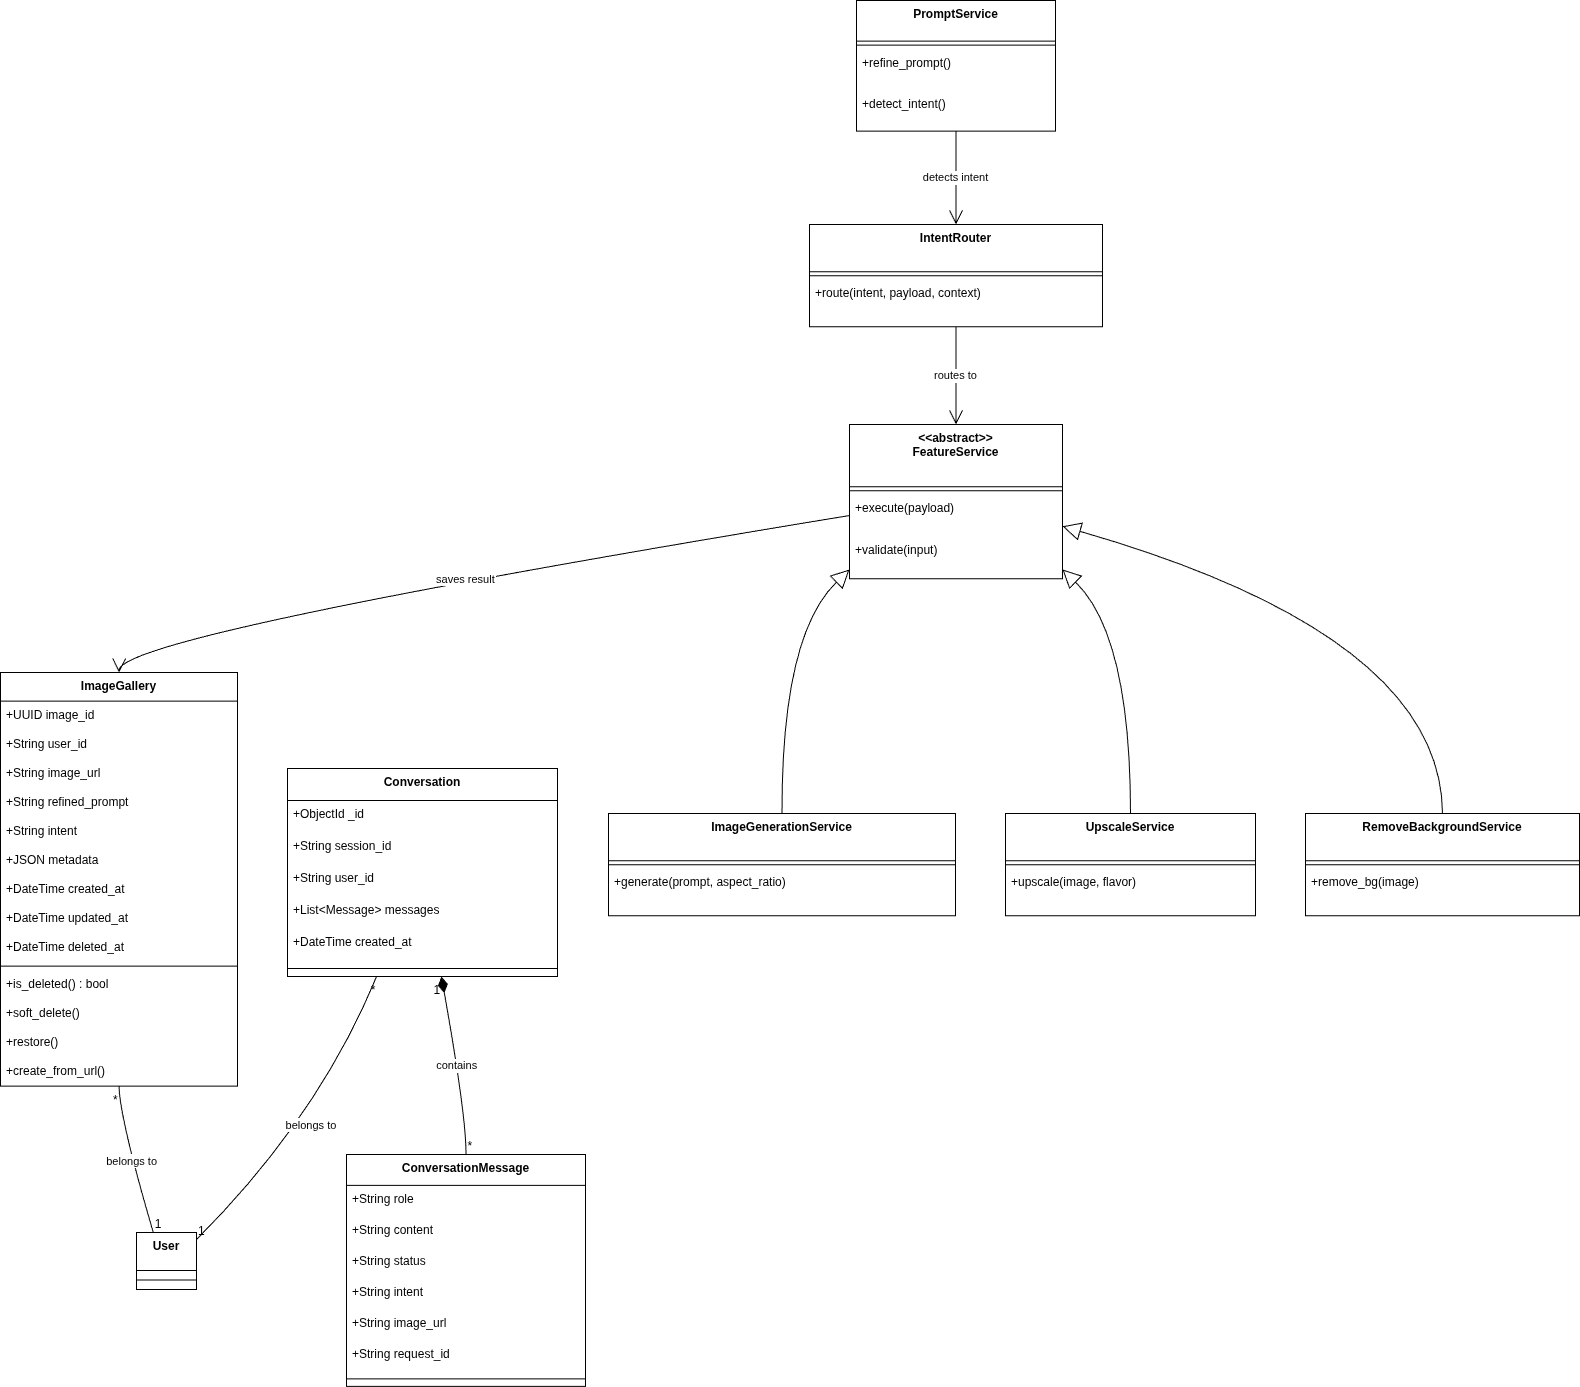 PromptService
+refine_prompt()
+detect_intent()
detects intent
IntentRouter
+route(intent, payload, context)
routes to
<<abstract>>
FeatureService
+execute(payload)
+validate(input)
saves result
ImageGallery
+UUID image_id
+String user_id
+String image_url
+String refined_prompt
+String intent
+JSON metadata
+DateTime created_at
+DateTime updated_at
+DateTime deleted_at
+is_deleted() : bool
+soft_delete()
+restore()
+create_from_url()
Conversation
+ObjectId _id
+String session_id
+String user_id
+List<Message> messages
+DateTime created_at
ImageGenerationService
+generate(prompt, aspect_ratio)
UpscaleService
+upscale(image, flavor)
RemoveBackgroundService
+remove_bg(image)
*
1
contains
*
*
belongs to
1
belongs to
1
User
ConversationMessage
+String role
+String content
+String status
+String intent
+String image_url
+String request_id